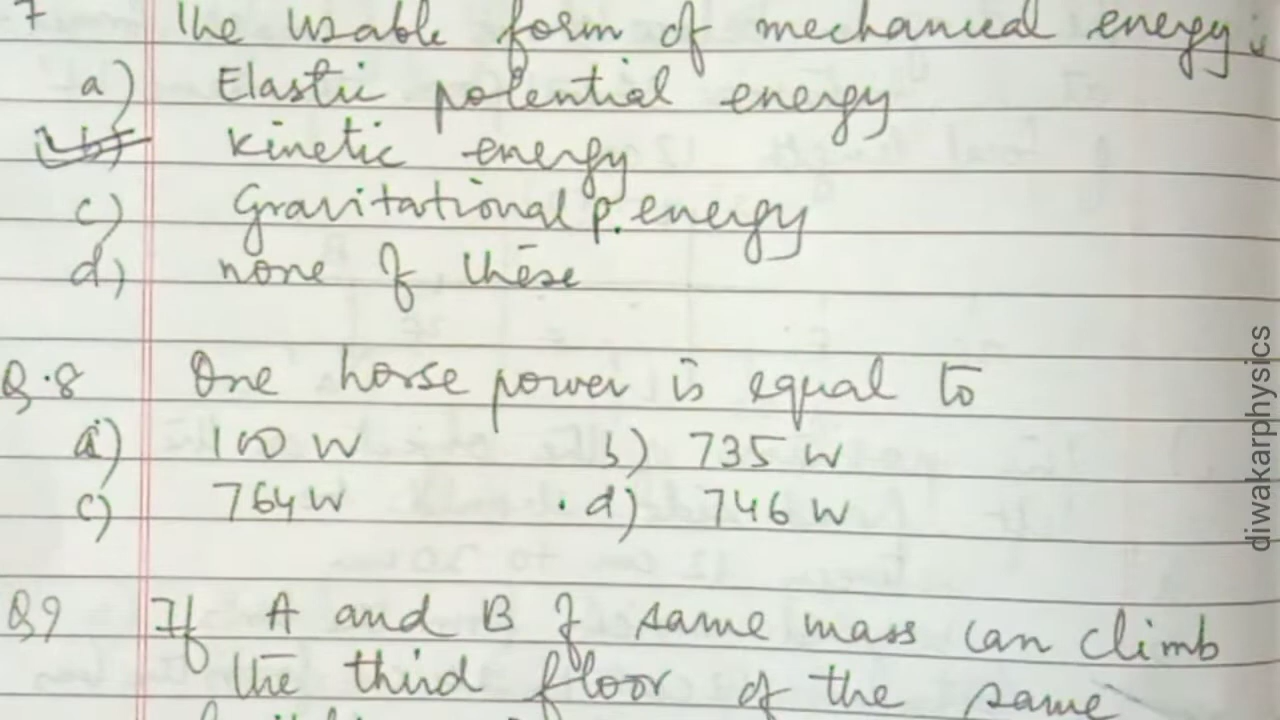 7 The usable form of mechanical energy is
a) Elastic potential energy
b) kinetic energy
c) Gravitational p. energy
d) none of these
Q.8 One horse power is equal to
a) 100 W b) 735 W
c) 764 W d) 746 W
Q9 If A and B of same mass can climb
the third floor of the same
diwakarphysics